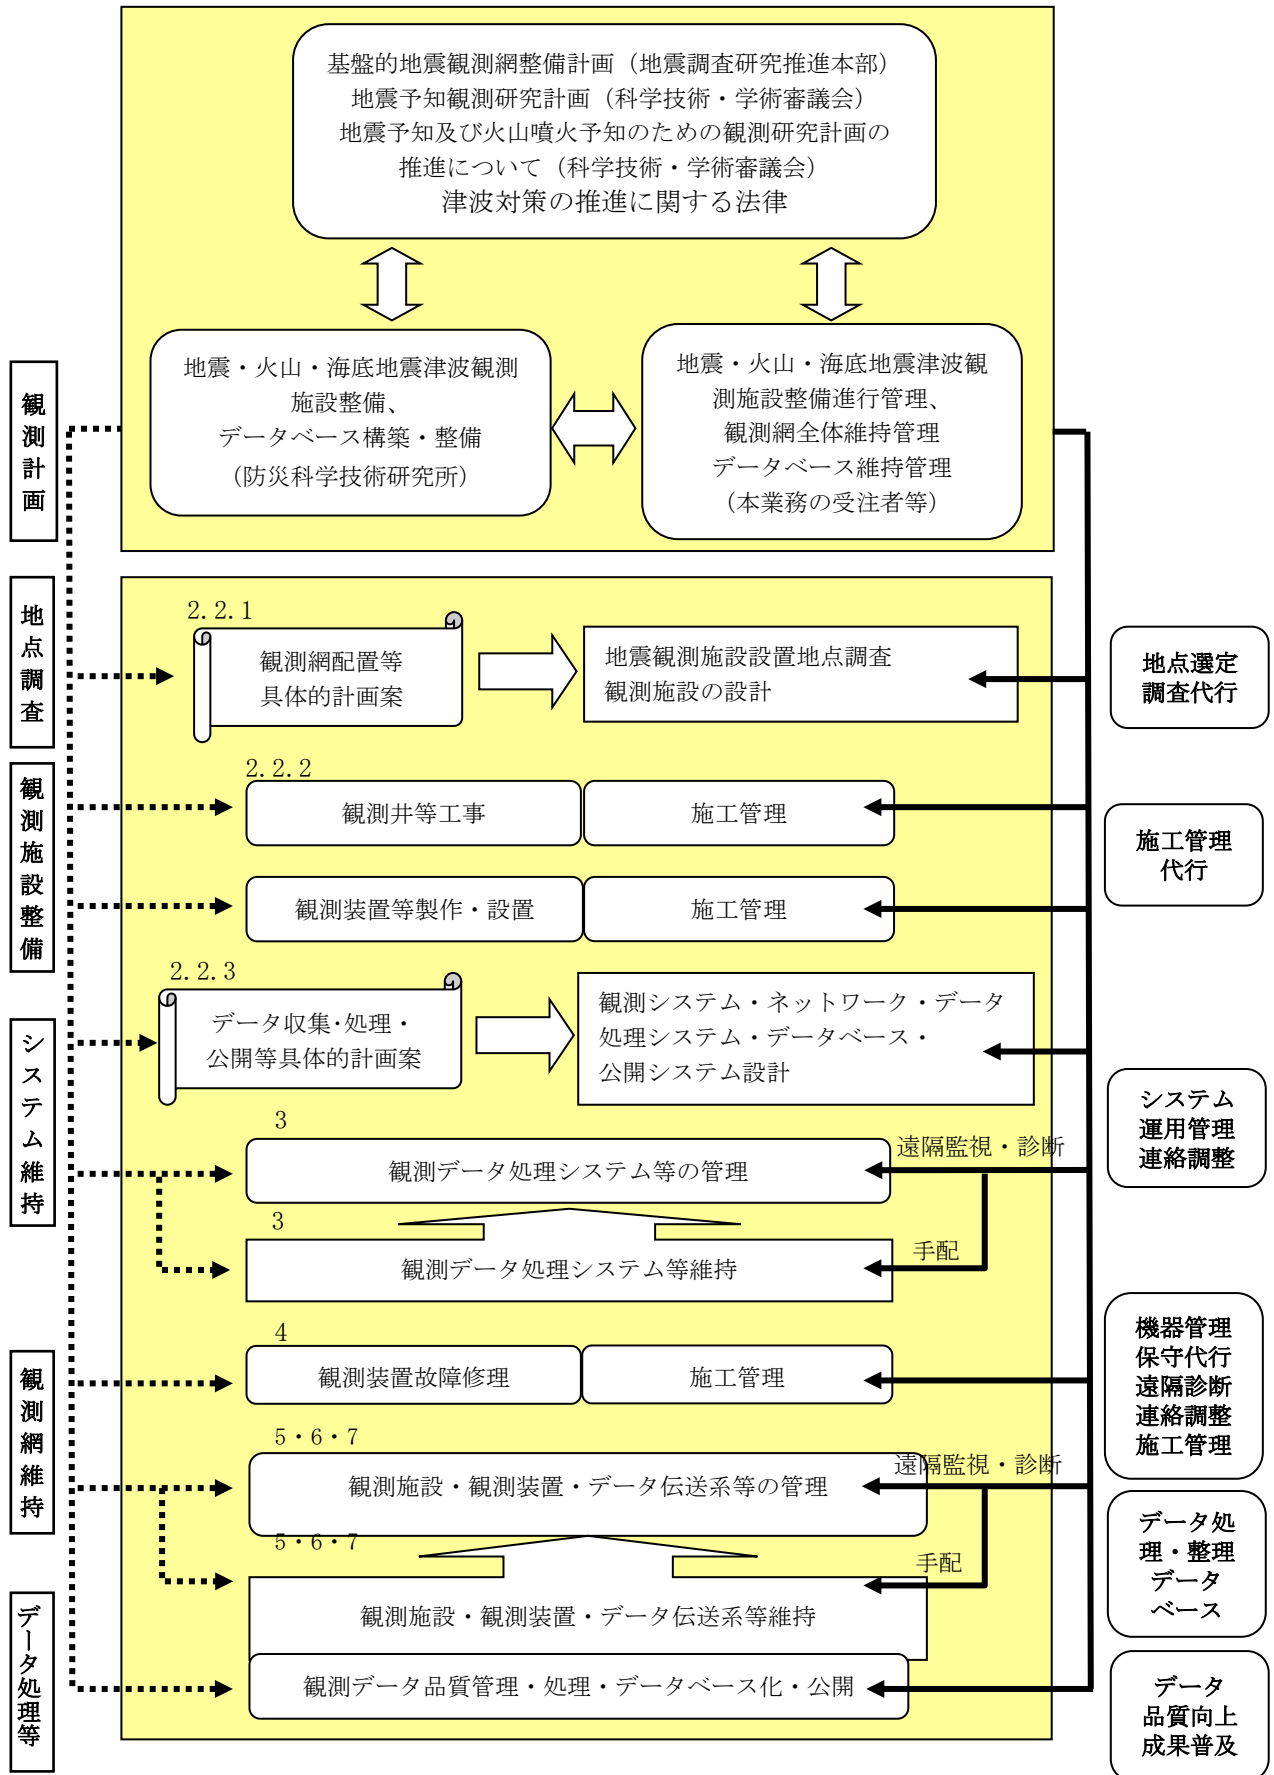 基盤的地震観測網整備計画（地震調査研究推進本部）
地震予知観測研究計画（科学技術・学術審議会）
地震予知及び火山噴火予知のための観測研究計画の
推進について（科学技術・学術審議会）
津波対策の推進に関する法律
地震・火山・海底地震津波観測
施設整備、
データベース構築・整備
（防災科学技術研究所）
地震・火山・海底地震津波観
測施設整備進行管理、
観測網全体維持管理
データベース維持管理
（本業務の受注者等）
観測計画
地点調査
2.2.1
観測網配置等
具体的計画案
地震観測施設設置地点調査
観測施設の設計
地点選定
調査代行
観測施設整備
2.2.2
観測井等工事
施工管理
観測装置等製作・設置
施工管理
施工管理
代行
2.2.3
データ収集・処理・
公開等具体的計画案
観測システム・ネットワーク・データ
処理システム・データベース・
公開システム設計
システム維持
3
観測データ処理システム等の管理
遠隔監視・診断
3
観測データ処理システム等維持
手配
システム
運用管理
連絡調整
4
観測装置故障修理
施工管理
観測網維持
5・6・7
観測施設・観測装置・データ伝送系等の管理
遠隔監視・診断
5・6・7
観測施設・観測装置・データ伝送系等維持
手配
機器管理
保守代行
遠隔診断
連絡調整
施工管理
データ処
理・整理
データ
ベース
データ処理等
観測データ品質管理・処理・データベース化・公開
データ
品質向上
成果普及